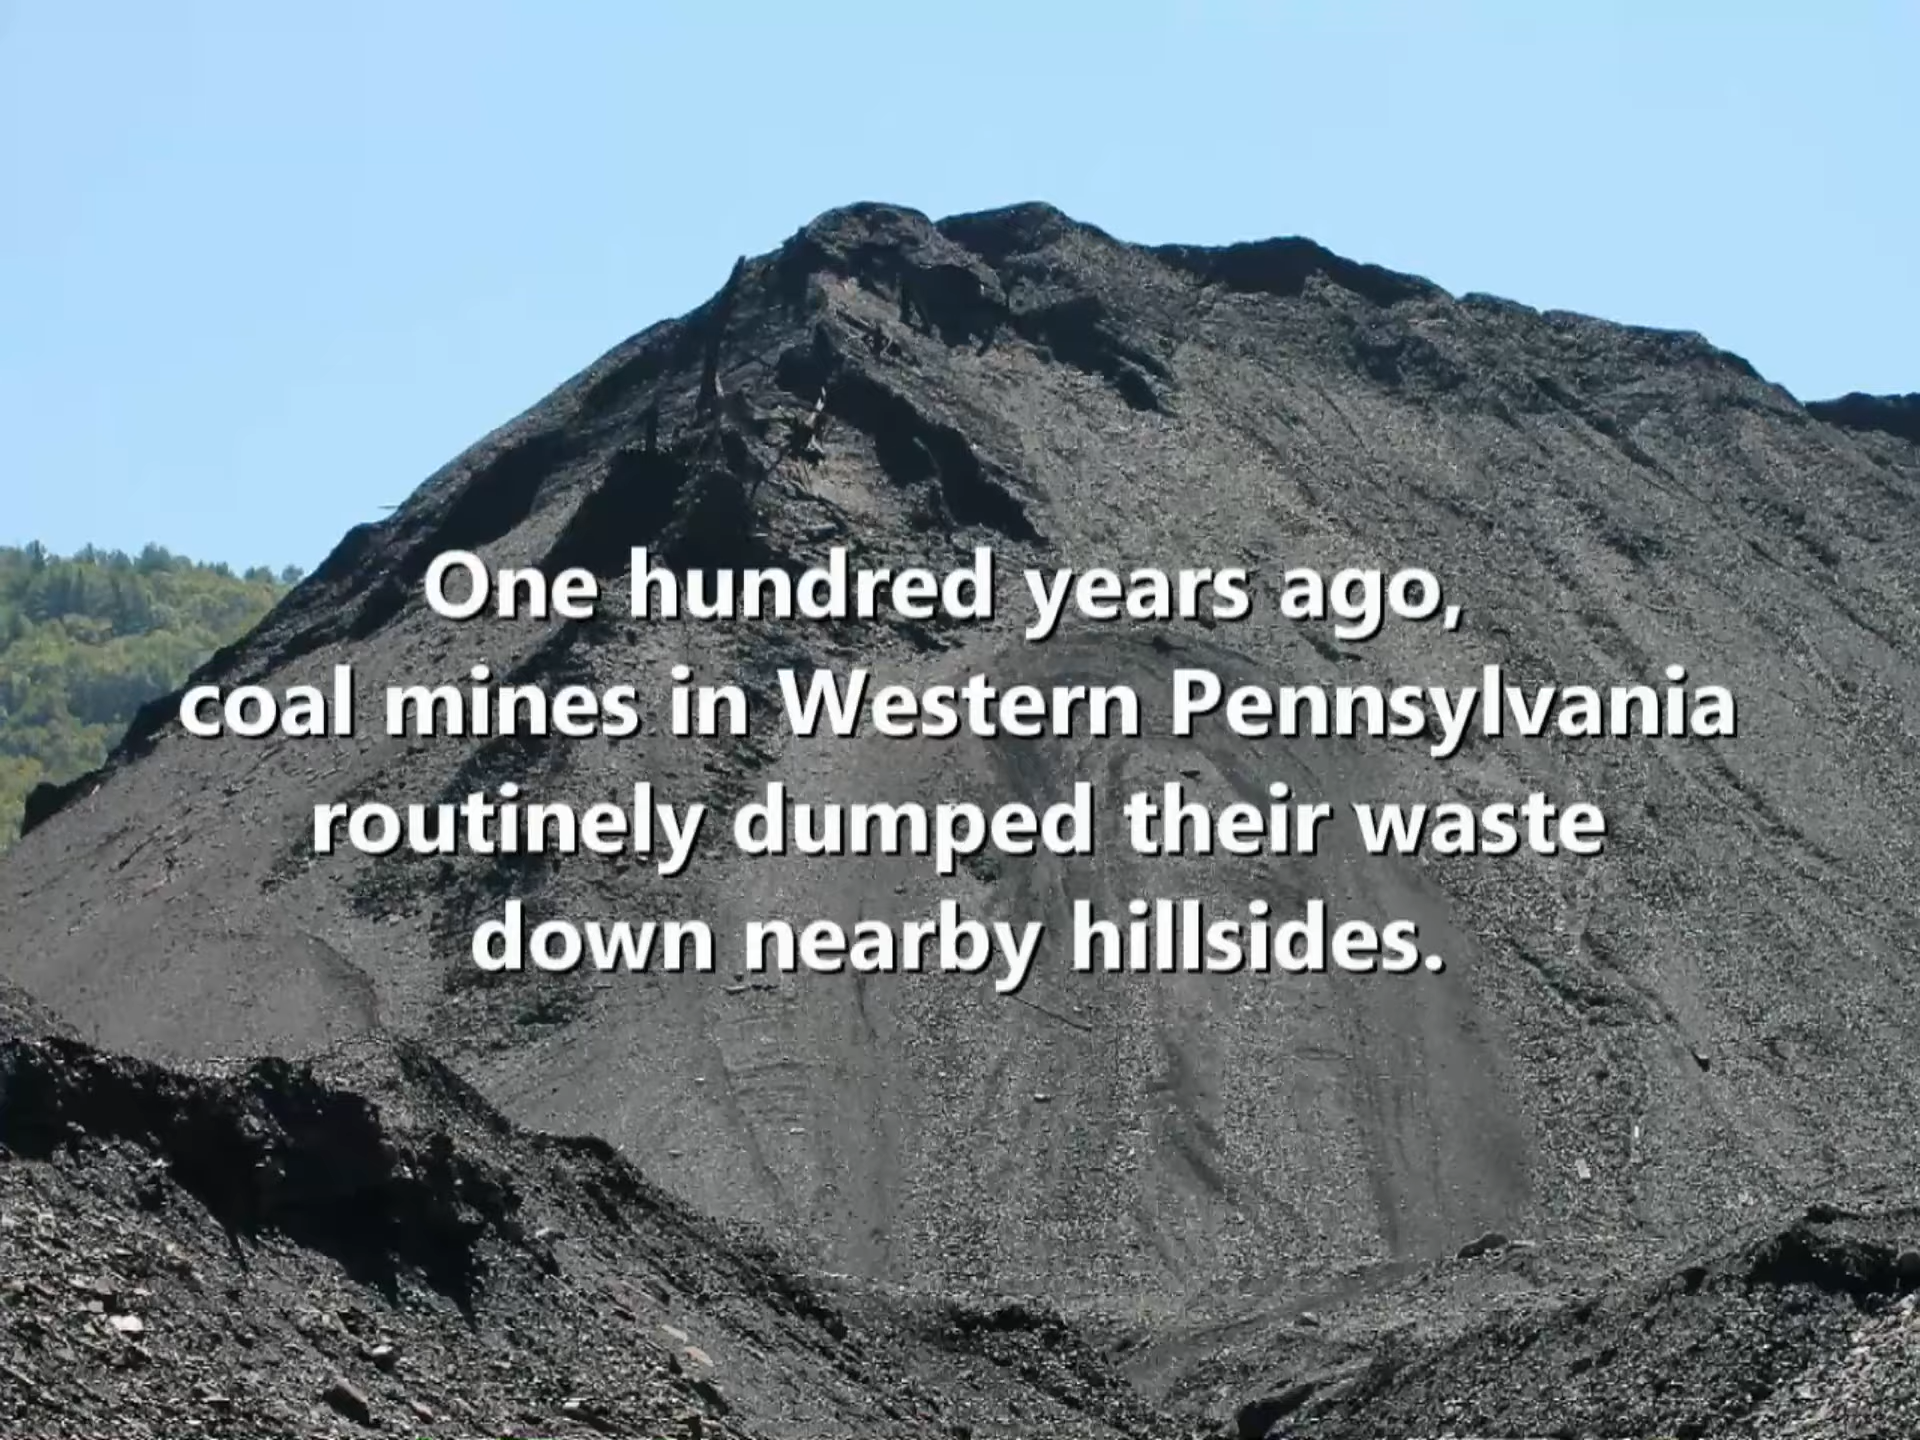 One hundred years ago,
coal mines in Western Pennsylvania
routinely dumped their waste
down nearby hillsides.